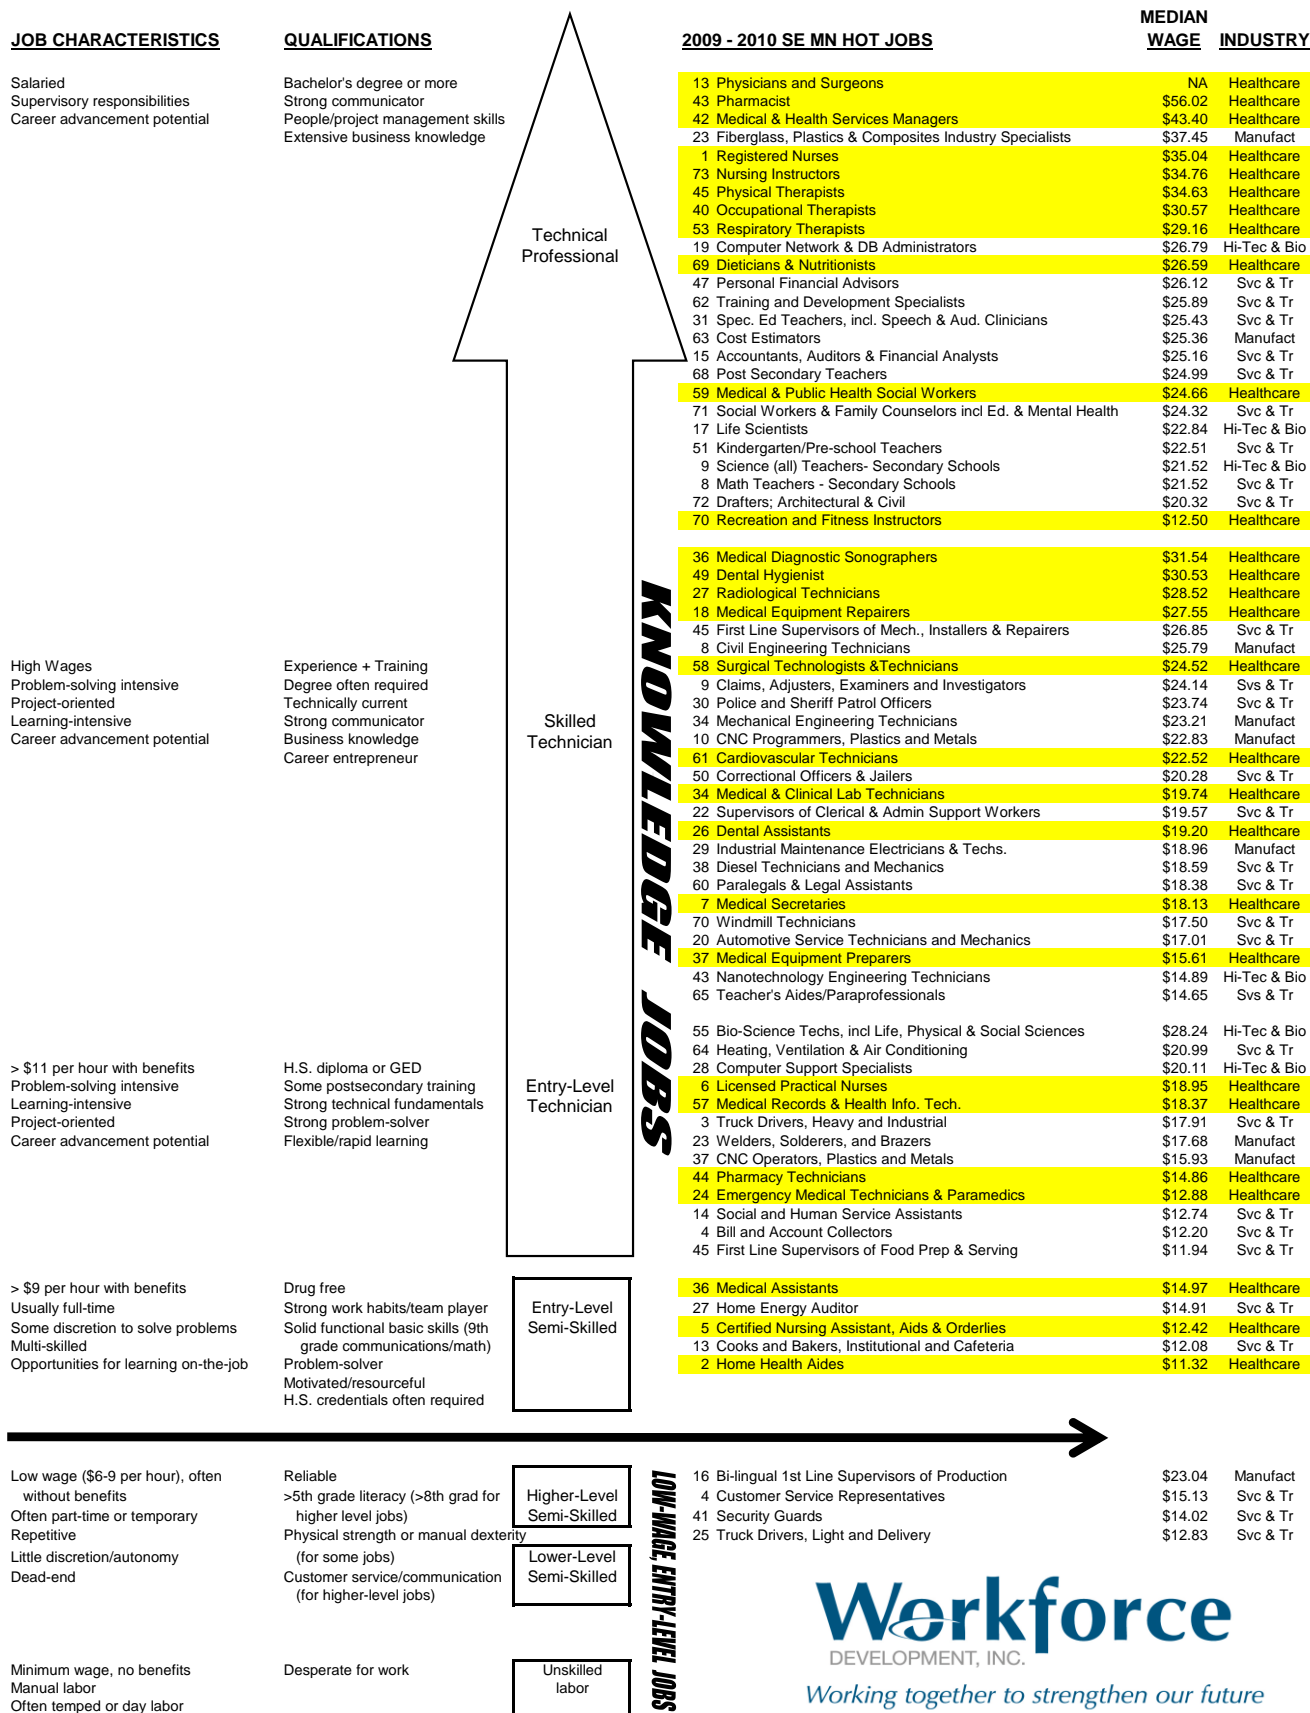 JOB CHARACTERISTICS QUALIFICATIONS 2009 - 2010 SE MN HOT JOBS MEDIAN WAGE INDUSTRY
Salaried Bachelor's degree or more 13 Physicians and Surgeons NA Healthcare
Supervisory responsibilities Strong communicator 43 Pharmacist $56.02 Healthcare
Career advancement potential People/project management skills 42 Medical & Health Services Managers $43.40 Healthcare
Extensive business knowledge 23 Fiberglass, Plastics & Composites Industry Specialists $37.45 Manufact
1 Registered Nurses $35.04 Healthcare
73 Nursing Instructors $34.76 Healthcare
45 Physical Therapists $34.63 Healthcare
40 Occupational Therapists $30.57 Healthcare
53 Respiratory Therapists $29.16 Healthcare
Technical
Professional
19 Computer Network & DB Administrators $26.79 Hi-Tec & Bio
69 Dieticians & Nutritionists $26.59 Healthcare
47 Personal Financial Advisors $26.12 Svc & Tr
62 Training and Development Specialists $25.89 Svc & Tr
31 Spec. Ed Teachers, incl. Speech & Aud. Clinicians $25.43 Svc & Tr
63 Cost Estimators $25.36 Manufact
15 Accountants, Auditors & Financial Analysts $25.16 Svc & Tr
68 Post Secondary Teachers $24.99 Svc & Tr
59 Medical & Public Health Social Workers $24.66 Healthcare
71 Social Workers & Family Counselors incl Ed. & Mental Health $24.32 Svc & Tr
17 Life Scientists $22.84 Hi-Tec & Bio
51 Kindergarten/Pre-school Teachers $22.51 Svc & Tr
9 Science (all) Teachers- Secondary Schools $21.52 Hi-Tec & Bio
8 Math Teachers - Secondary Schools $21.52 Svc & Tr
72 Drafters; Architectural & Civil $20.32 Svc & Tr
70 Recreation and Fitness Instructors $12.50 Healthcare
KNOWLEDGE JOBS
36 Medical Diagnostic Sonographers $31.54 Healthcare
49 Dental Hygienist $30.53 Healthcare
27 Radiological Technicians $28.52 Healthcare
18 Medical Equipment Repairers $27.55 Healthcare
45 First Line Supervisors of Mech., Installers & Repairers $26.85 Svc & Tr
8 Civil Engineering Technicians $25.79 Manufact
High Wages Experience + Training 58 Surgical Technologists &Technicians $24.52 Healthcare
Problem-solving intensive Degree often required 9 Claims, Adjusters, Examiners and Investigators $24.14 Svs & Tr
Project-oriented Technically current 30 Police and Sheriff Patrol Officers $23.74 Svc & Tr
Learning-intensive Strong communicator Skilled 34 Mechanical Engineering Technicians $23.21 Manufact
Career advancement potential Business knowledge Technician 10 CNC Programmers, Plastics and Metals $22.83 Manufact
Career entrepreneur 61 Cardiovascular Technicians $22.52 Healthcare
50 Correctional Officers & Jailers $20.28 Svc & Tr
34 Medical & Clinical Lab Technicians $19.74 Healthcare
22 Supervisors of Clerical & Admin Support Workers $19.57 Svc & Tr
26 Dental Assistants $19.20 Healthcare
29 Industrial Maintenance Electricians & Techs. $18.96 Manufact
38 Diesel Technicians and Mechanics $18.59 Svc & Tr
60 Paralegals & Legal Assistants $18.38 Svc & Tr
7 Medical Secretaries $18.13 Healthcare
70 Windmill Technicians $17.50 Svc & Tr
20 Automotive Service Technicians and Mechanics $17.01 Svc & Tr
37 Medical Equipment Preparers $15.61 Healthcare
43 Nanotechnology Engineering Technicians $14.89 Hi-Tec & Bio
65 Teacher's Aides/Paraprofessionals $14.65 Svs & Tr
55 Bio-Science Techs, incl Life, Physical & Social Sciences $28.24 Hi-Tec & Bio
64 Heating, Ventilation & Air Conditioning $20.99 Svc & Tr
> $11 per hour with benefits H.S. diploma or GED 28 Computer Support Specialists $20.11 Hi-Tec & Bio
Problem-solving intensive Some postsecondary training Entry-Level 6 Licensed Practical Nurses $18.95 Healthcare
Learning-intensive Strong technical fundamentals Technician 57 Medical Records & Health Info. Tech. $18.37 Healthcare
Project-oriented Strong problem-solver 3 Truck Drivers, Heavy and Industrial $17.91 Svc & Tr
Career advancement potential Flexible/rapid learning 23 Welders, Solderers, and Brazers $17.68 Manufact
37 CNC Operators, Plastics and Metals $15.93 Manufact
44 Pharmacy Technicians $14.86 Healthcare
24 Emergency Medical Technicians & Paramedics $12.88 Healthcare
14 Social and Human Service Assistants $12.74 Svc & Tr
4 Bill and Account Collectors $12.20 Svc & Tr
45 First Line Supervisors of Food Prep & Serving $11.94 Svc & Tr
> $9 per hour with benefits Drug free 36 Medical Assistants $14.97 Healthcare
Usually full-time Strong work habits/team player Entry-Level 27 Home Energy Auditor $14.91 Svc & Tr
Some discretion to solve problems Solid functional basic skills (9th Semi-Skilled 5 Certified Nursing Assistant, Aids & Orderlies $12.42 Healthcare
Multi-skilled grade communications/math) 13 Cooks and Bakers, Institutional and Cafeteria $12.08 Svc & Tr
Opportunities for learning on-the-job Problem-solver 2 Home Health Aides $11.32 Healthcare
Motivated/resourceful
H.S. credentials often required
Low wage ($6-9 per hour), often Reliable 16 Bi-lingual 1st Line Supervisors of Production $23.04 Manufact
without benefits >5th grade literacy (>8th grad for Higher-Level 4 Customer Service Representatives $15.13 Svc & Tr
Often part-time or temporary higher level jobs) Semi-Skilled 41 Security Guards $14.02 Svc & Tr
Repetitive Physical strength or manual dexterity 25 Truck Drivers, Light and Delivery $12.83 Svc & Tr
Little discretion/autonomy (for some jobs) Lower-Level
Dead-end Customer service/communication Semi-Skilled
(for higher-level jobs)
LOW-WAGE, ENTRY-LEVEL JOBS
Workforce
DEVELOPMENT, INC.
Minimum wage, no benefits Desperate for work Unskilled
Manual labor labor
Often temped or day labor
Working together to strengthen our future